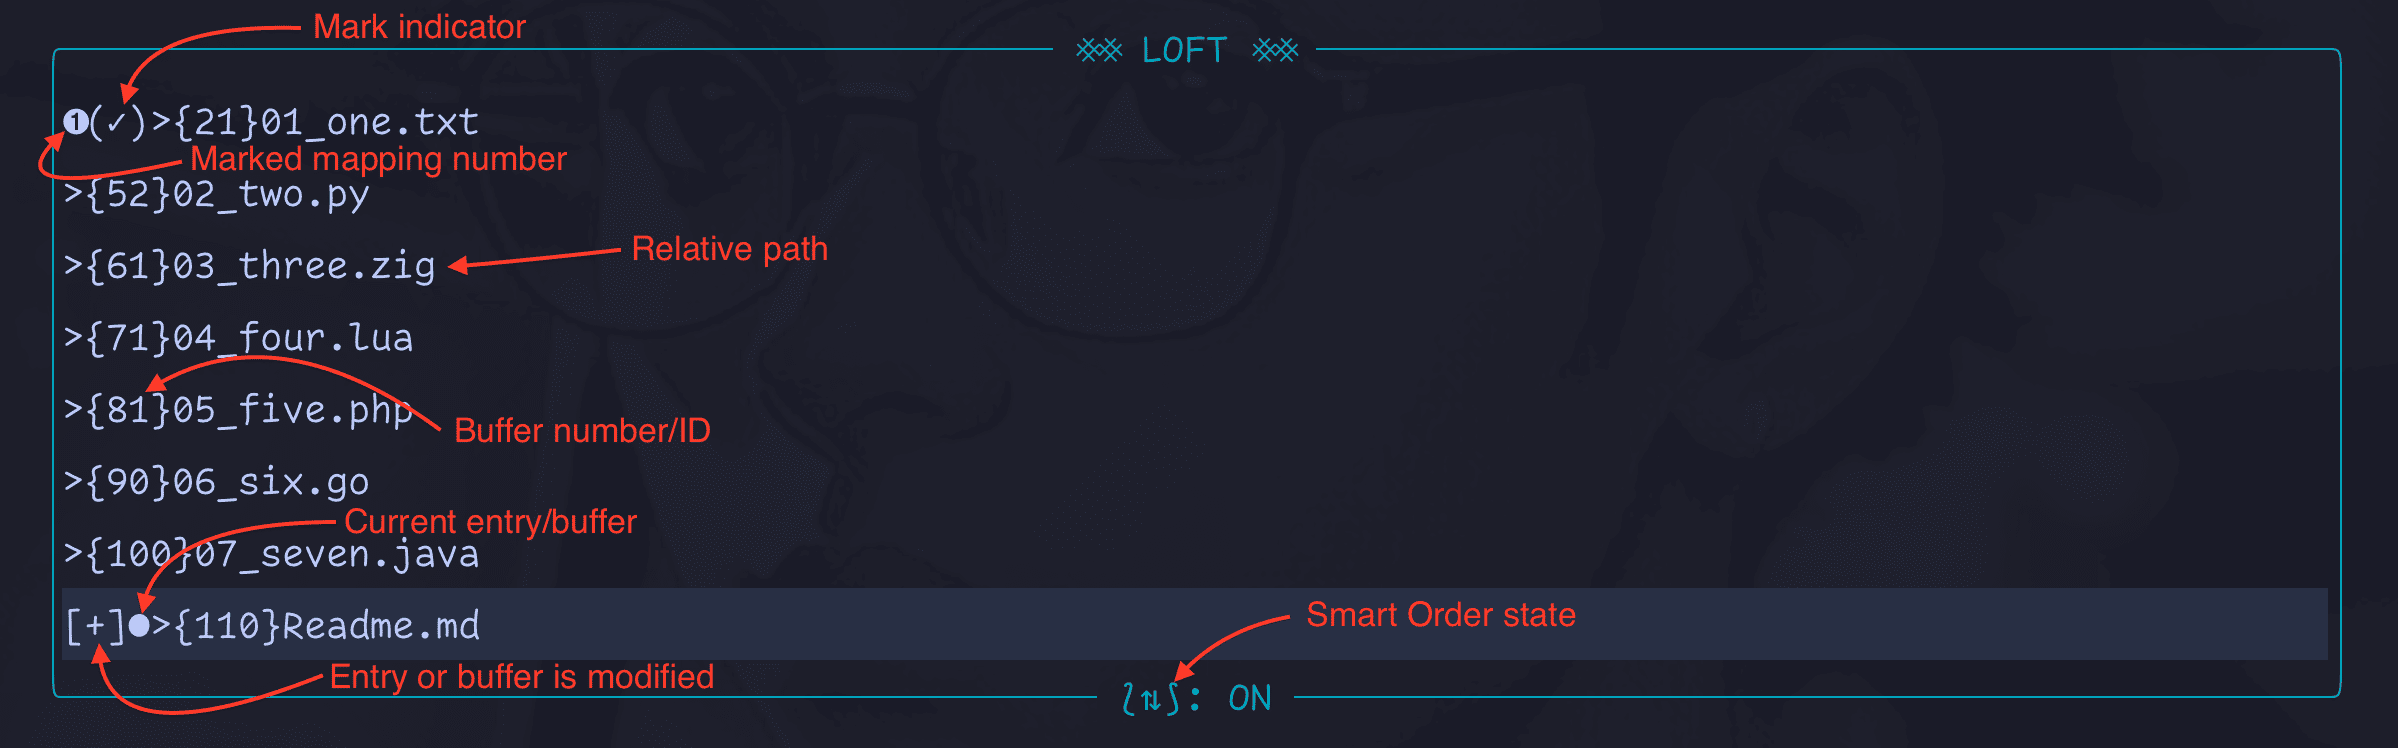 Mark indicator
⨳⨳ LOFT ⨳⨳
❶(✓)>{21}01_one.txt
Marked mapping number
>{52}02_two.py
>{61}03_three.zig
Relative path
>{71}04_four.lua
>{81}05_five.php
Buffer number/ID
>{90}06_six.go
Current entry/buffer
>{100}07_seven.java
[+]●>{110}Readme.md
Smart Order state
Entry or buffer is modified
⟅⇅⟆: ON